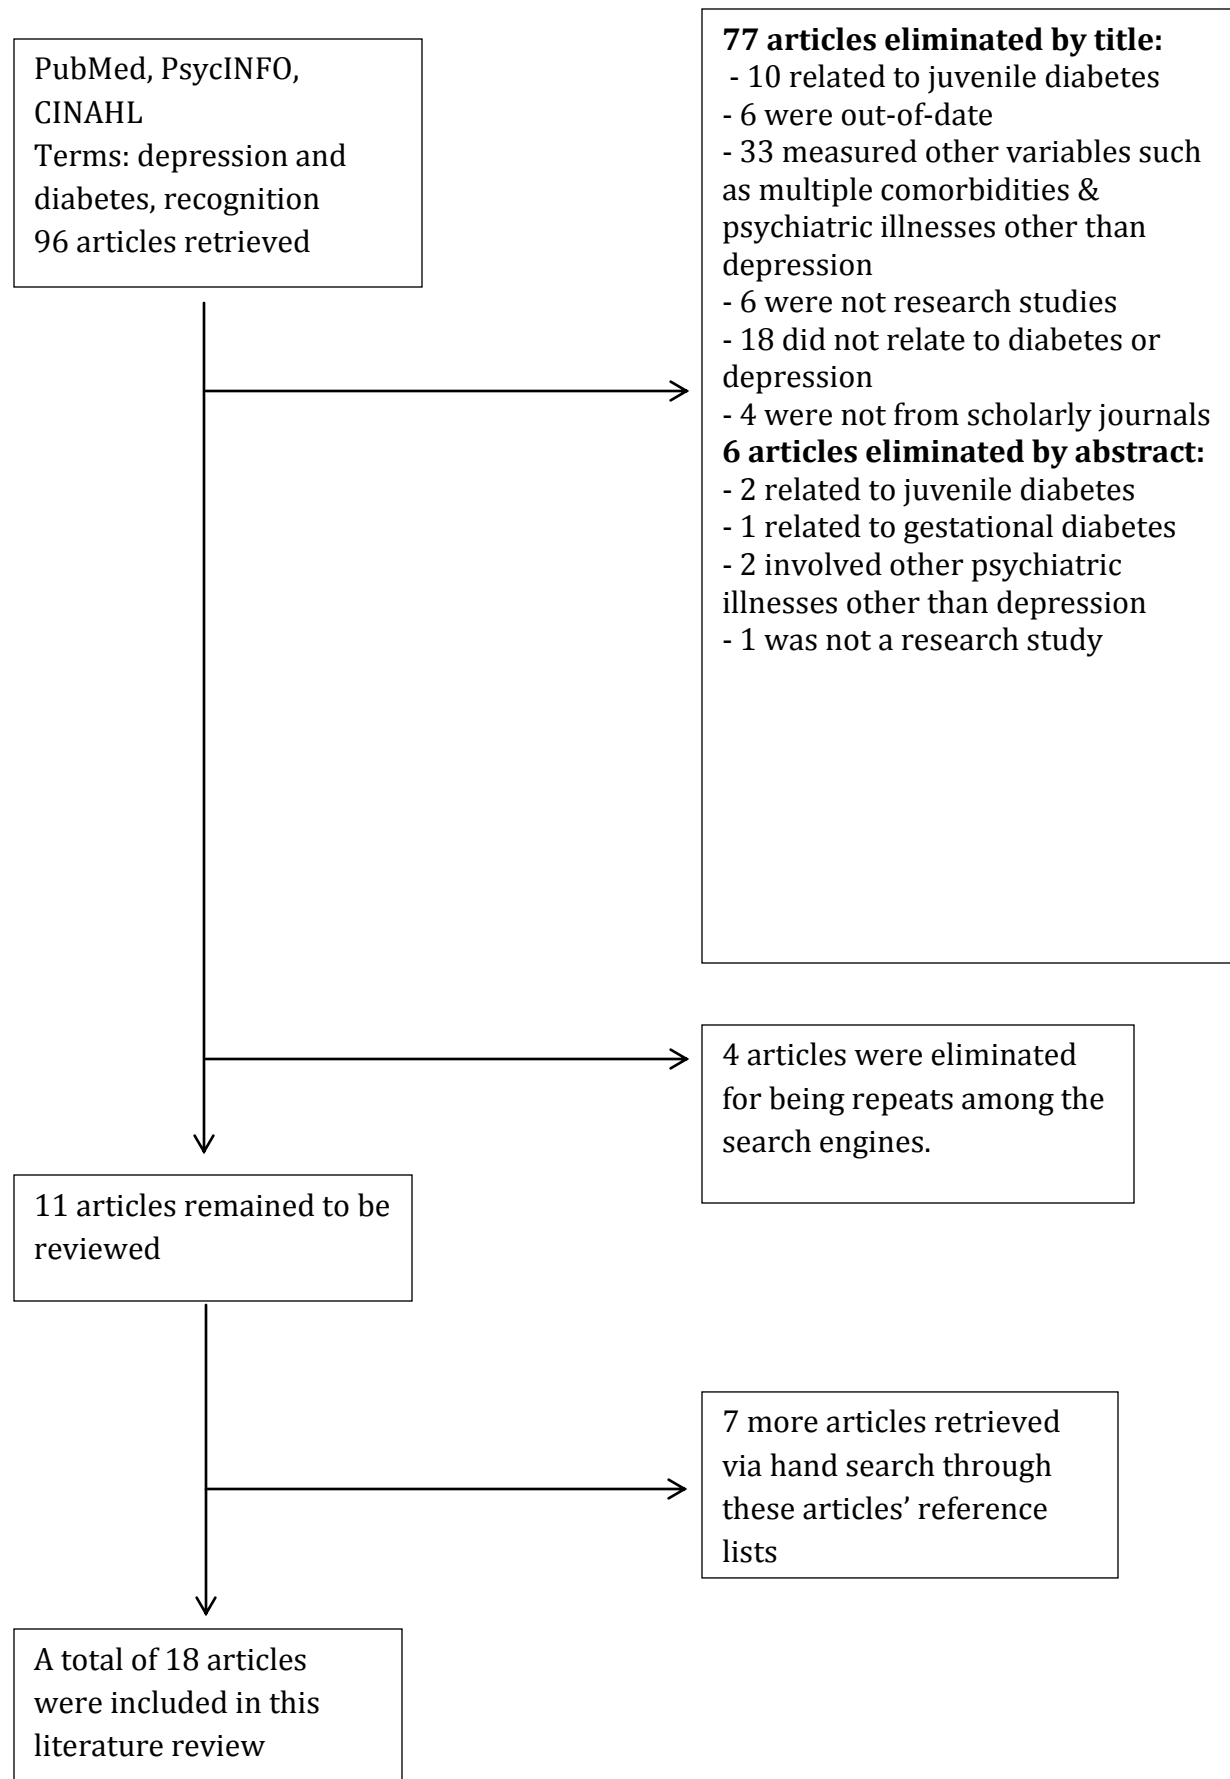 PubMed, PsycINFO,
CINAHL
Terms: depression and
diabetes, recognition
96 articles retrieved
77 articles eliminated by title:
- 10 related to juvenile diabetes
- 6 were out-of-date
- 33 measured other variables such
as multiple comorbidities &
psychiatric illnesses other than
depression
- 6 were not research studies
- 18 did not relate to diabetes or
depression
- 4 were not from scholarly journals
6 articles eliminated by abstract:
- 2 related to juvenile diabetes
- 1 related to gestational diabetes
- 2 involved other psychiatric
illnesses other than depression
- 1 was not a research study
4 articles were eliminated
for being repeats among the
search engines.
11 articles remained to be
reviewed
7 more articles retrieved
via hand search through
these articles’ reference
lists
A total of 18 articles
were included in this
literature review